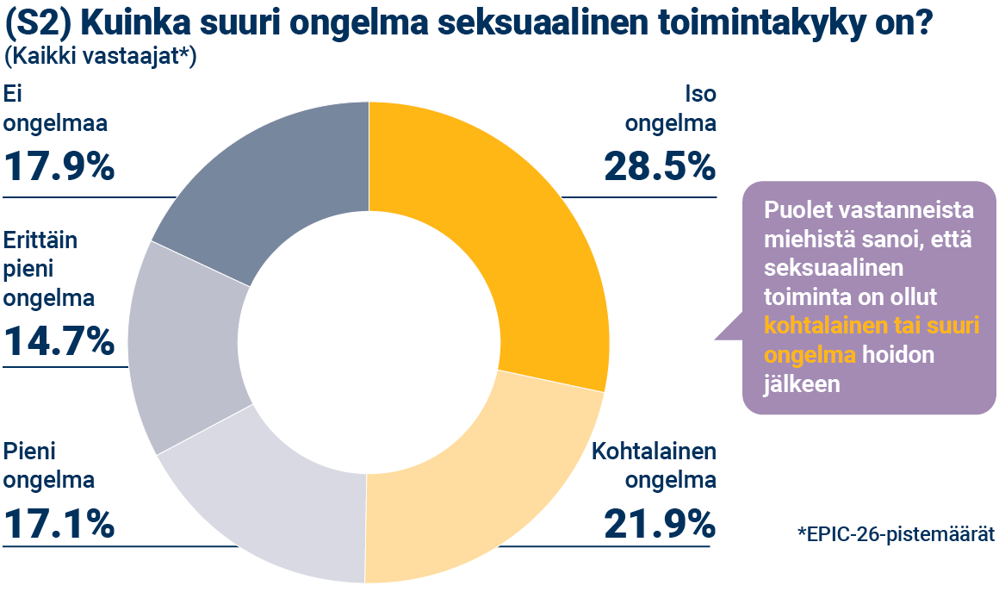 (S2) Kuinka suuri ongelma seksuaalinen toimintakyky on?
(Kaikki vastaajat*)
Ei
ongelmaa
17.9%
Iso
ongelma
28.5%
Erittäin
pieni
ongelma
14.7%
Puolet vastanneista
miehistä sanoi, että
seksuaalinen
toiminta on ollut
kohtalainen tai suuri
ongelma hoidon
jälkeen
Pieni
ongelma
17.1%
Kohtalainen
ongelma
21.9%
*EPIC-26-pistemäärät